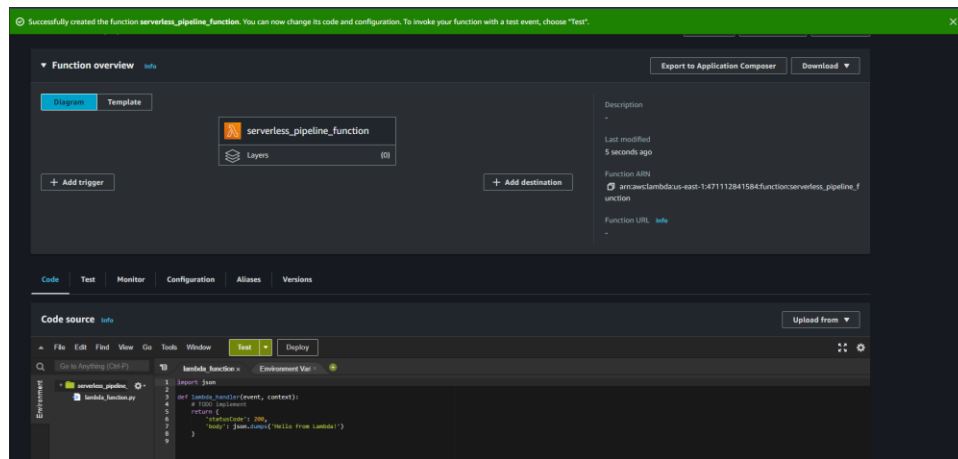 Successfully created the function serverless_pipeline_function. You can now change its code and configuration. To invoke your function with a test event, choose "Test".
Function overview Info
Export to Application Composer
Download
Diagram
Template
serverless_pipeline_function
Layers
(0)
+ Add trigger
+ Add destination
Description
-
Last modified
5 seconds ago
Function ARN
arn:aws:lambda:us-east-1:471112841584:function:serverless_pipeline_f
unction
Function URL Info
-
Code Test Monitor Configuration Aliases Versions
Code source Info
Upload from
File Edit Find View Go Tools Window Test Deploy
Go to Anything (Ctrl-P)
lambda_function × Environment Var ×
Environment
serverless_pipeline_
lambda_function.py
1 import json
2
3 def lambda_handler(event, context):
4 # TODO implement
5 return {
6 'statusCode': 200,
7 'body': json.dumps('Hello from Lambda!')
8 }
9